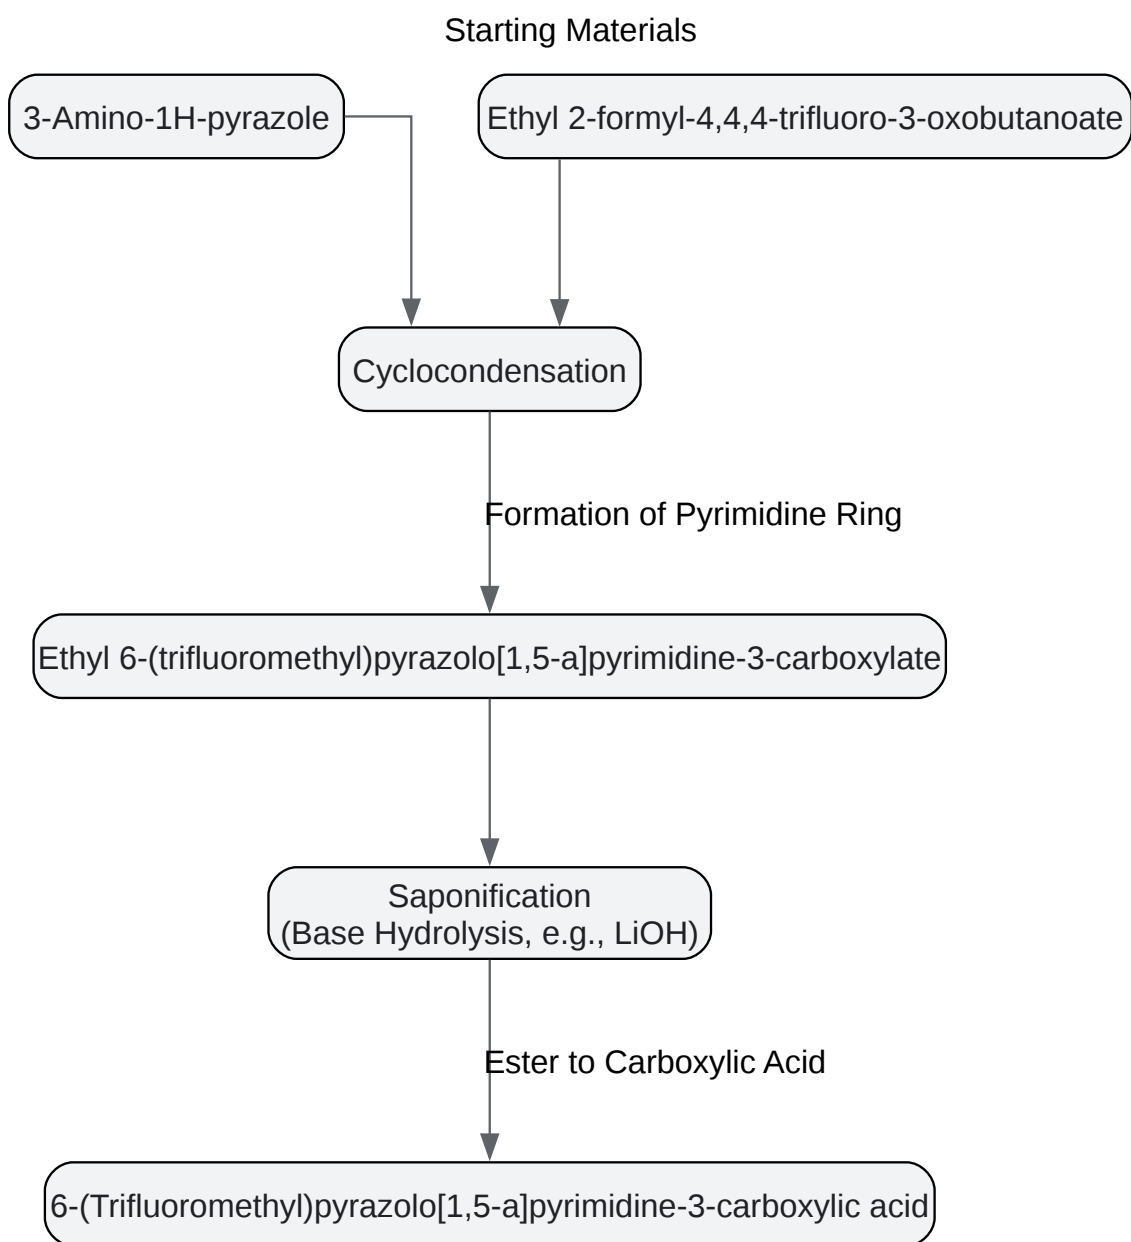 Starting Materials
3-Amino-1H-pyrazole
Ethyl 2-formyl-4,4,4-trifluoro-3-oxobutanoate
Cyclocondensation
Formation of Pyrimidine Ring
Ethyl 6-(trifluoromethyl)pyrazolo[1,5-a]pyrimidine-3-carboxylate
Saponification
(Base Hydrolysis, e.g., LiOH)
Ester to Carboxylic Acid
6-(Trifluoromethyl)pyrazolo[1,5-a]pyrimidine-3-carboxylic acid